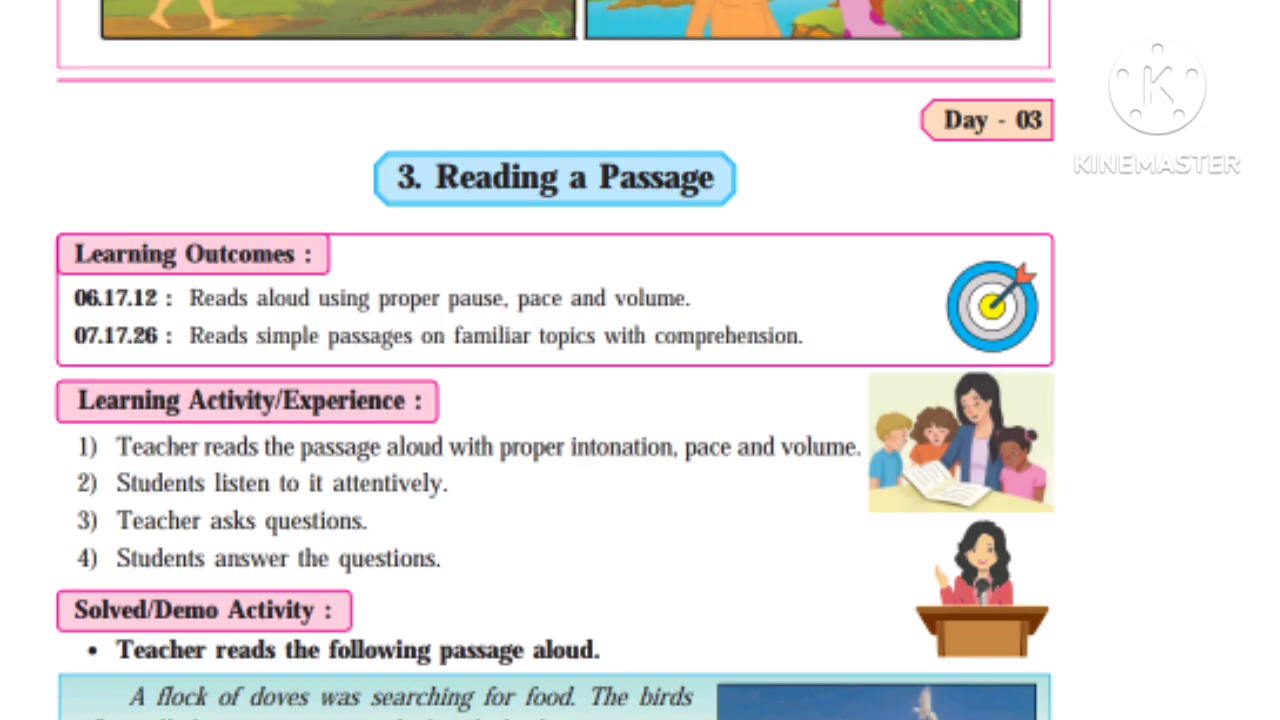 Day - 03
K
KINEMASTER
3. Reading a Passage
Learning Outcomes :
06.17.12 : Reads aloud using proper pause, pace and volume.
07.17.26 : Reads simple passages on familiar topics with comprehension.
Learning Activity/Experience :
1) Teacher reads the passage aloud with proper intonation, pace and volume.
2) Students listen to it attentively.
3) Teacher asks questions.
4) Students answer the questions.
Solved/Demo Activity :
• Teacher reads the following passage aloud.
A flock of doves was searching for food. The birds